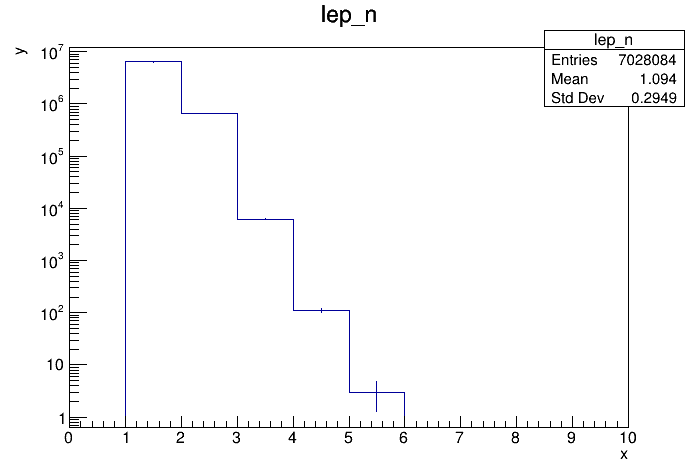 lep_n
lep_n
Entries 7028084
Mean 1.094
Std Dev 0.2949
y
10^7
10^6
10^5
10^4
10^3
10^2
10
1
0 1 2 3 4 5 6 7 8 9 10
x